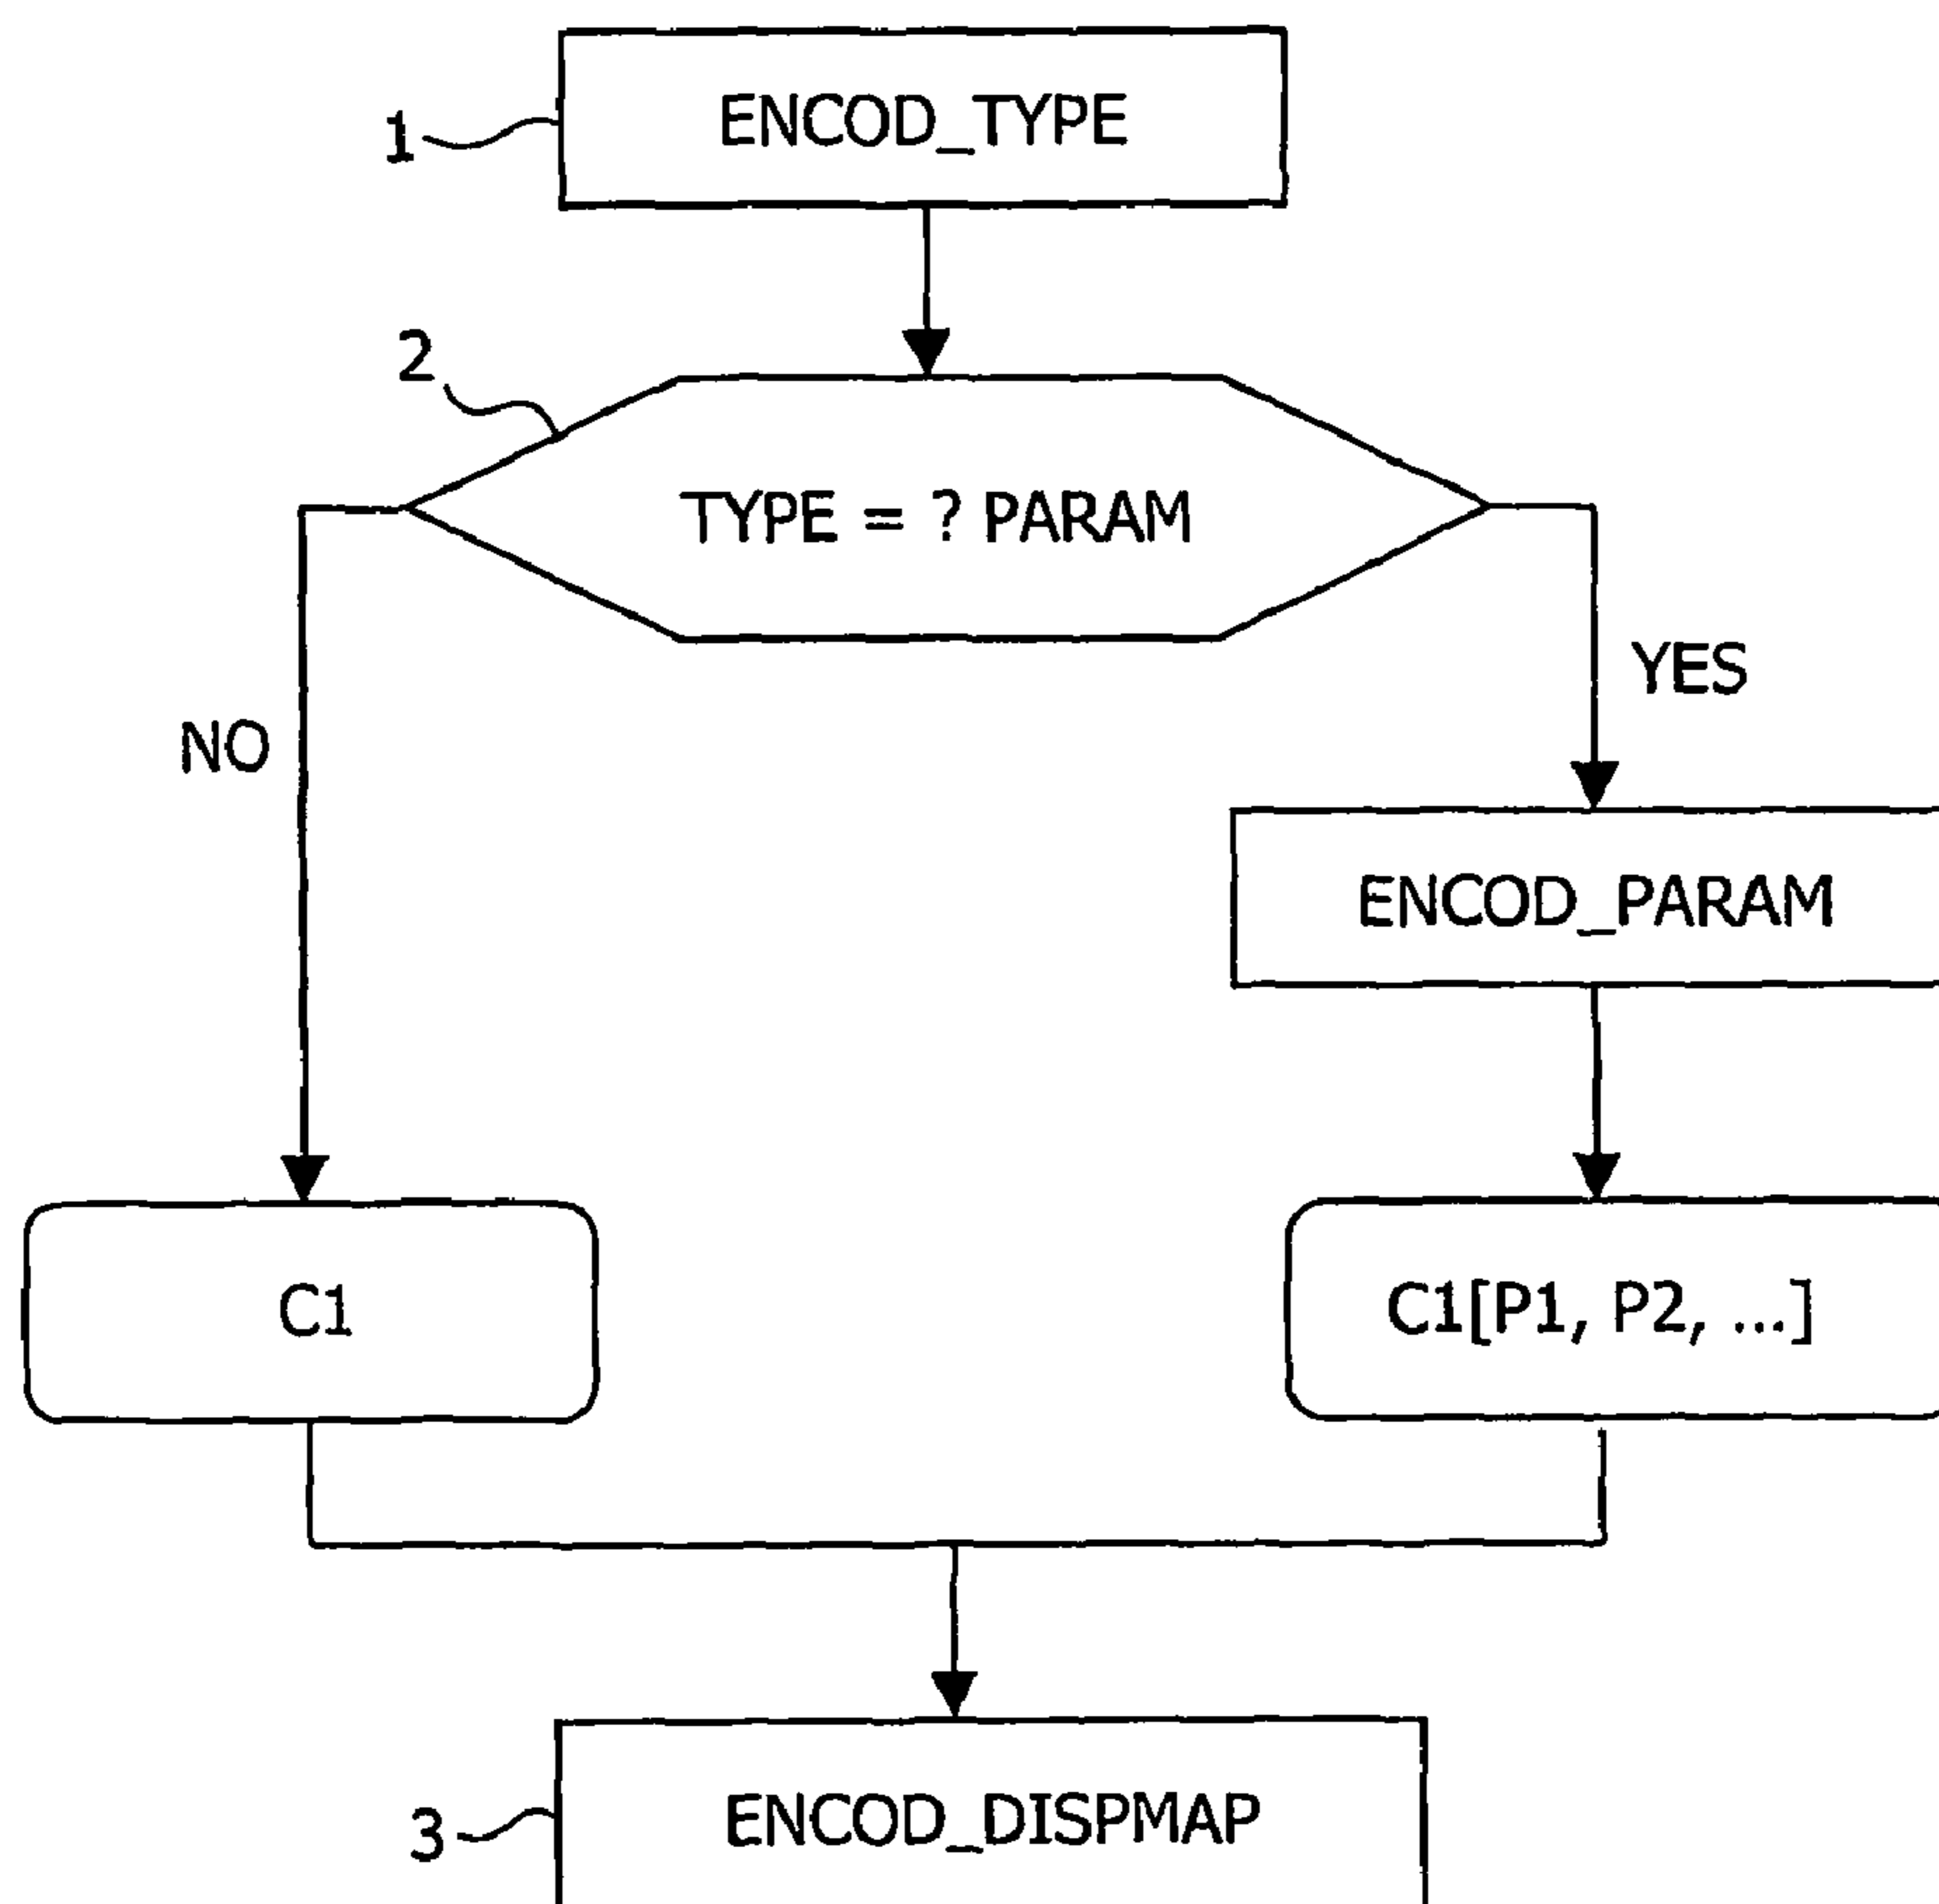 1
ENCOD_TYPE
2
TYPE = ? PARAM
NO
YES
ENCOD_PARAM
C1
C1[P1, P2, ...]
3
ENCOD_DISPMAP